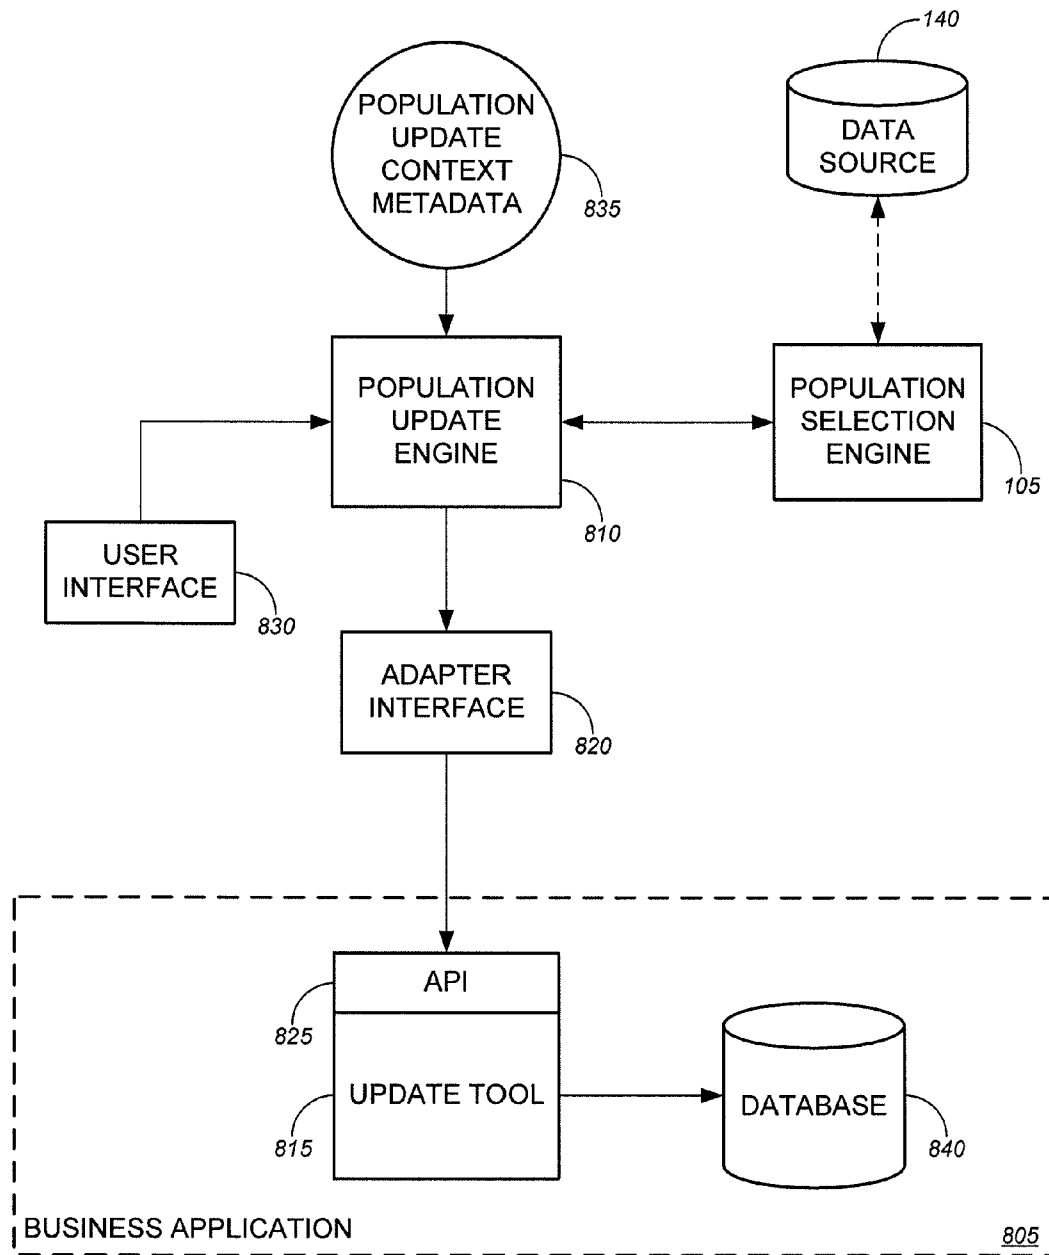 140
POPULATION
UPDATE
CONTEXT
METADATA
835
DATA
SOURCE
POPULATION
UPDATE
ENGINE
810
POPULATION
SELECTION
ENGINE
105
USER
INTERFACE
830
ADAPTER
INTERFACE
820
API
825
UPDATE TOOL
815
DATABASE
840
BUSINESS APPLICATION
805